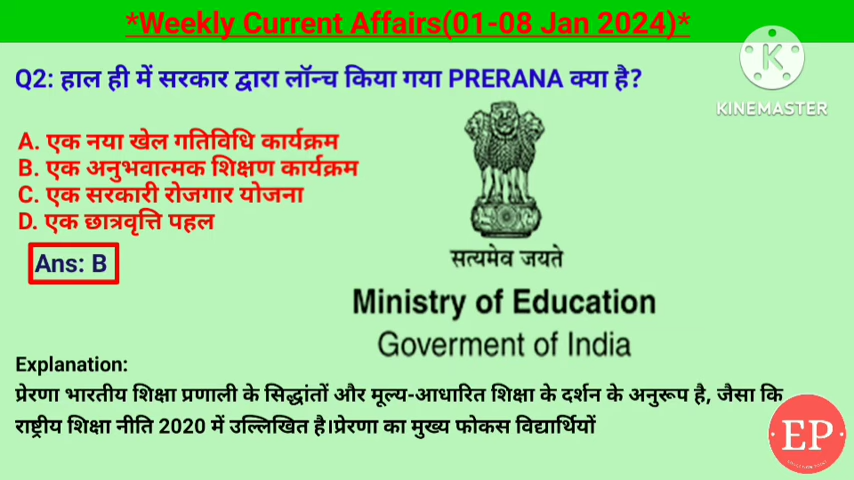 *Weekly Current Affairs(01-08 Jan 2024)*
Q2: हाल ही में सरकार द्वारा लॉन्च किया गया PRERANA क्या है?
K
KINEMASTER
A. एक नया खेल गतिविधि कार्यक्रम
B. एक अनुभवात्मक शिक्षण कार्यक्रम
C. एक सरकारी रोजगार योजना
D. एक छात्रवृत्ति पहल
Ans: B
सत्यमेव जयते
Ministry of Education
Goverment of India
Explanation:
प्रेरणा भारतीय शिक्षा प्रणाली के सिद्धांतों और मूल्य-आधारित शिक्षा के दर्शन के अनुरूप है, जैसा कि
राष्ट्रीय शिक्षा नीति 2020 में उल्लिखित है।प्रेरणा का मुख्य फोकस विद्यार्थियों
EP